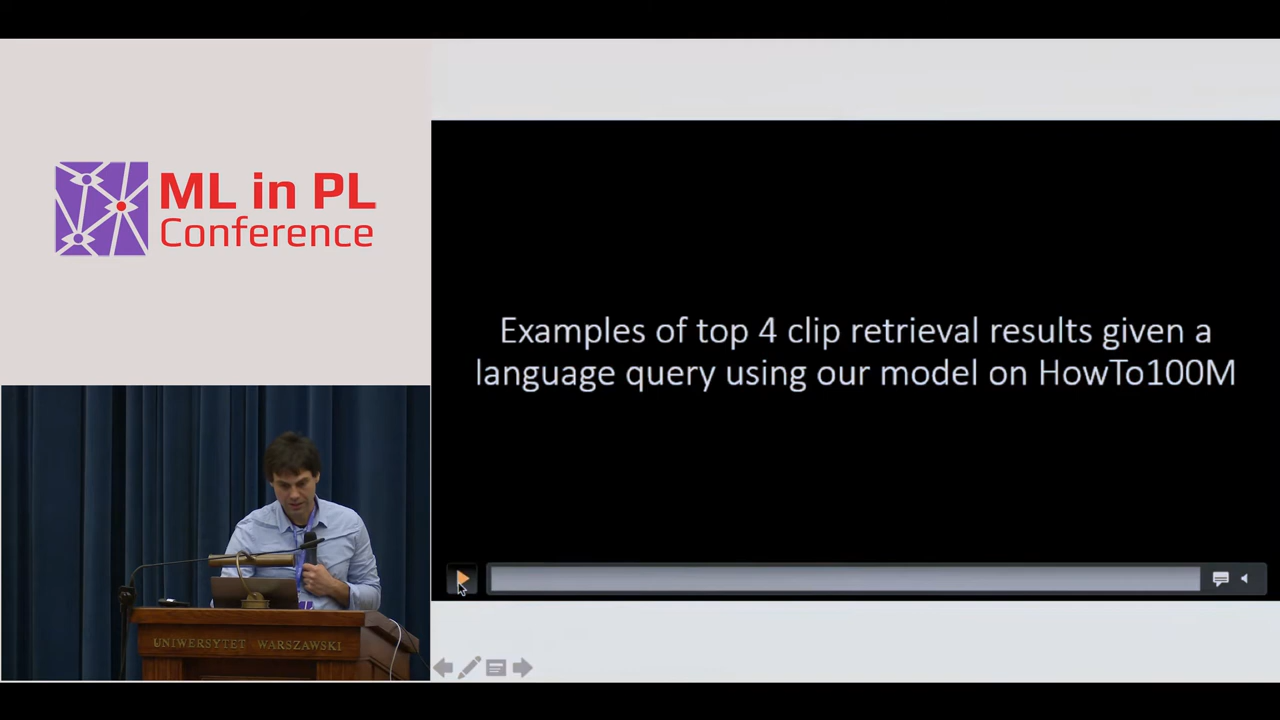 ML in PL
Conference
Examples of top 4 clip retrieval results given a
language query using our model on HowTo100M
UNIWERSYTET WARSZAWSKI